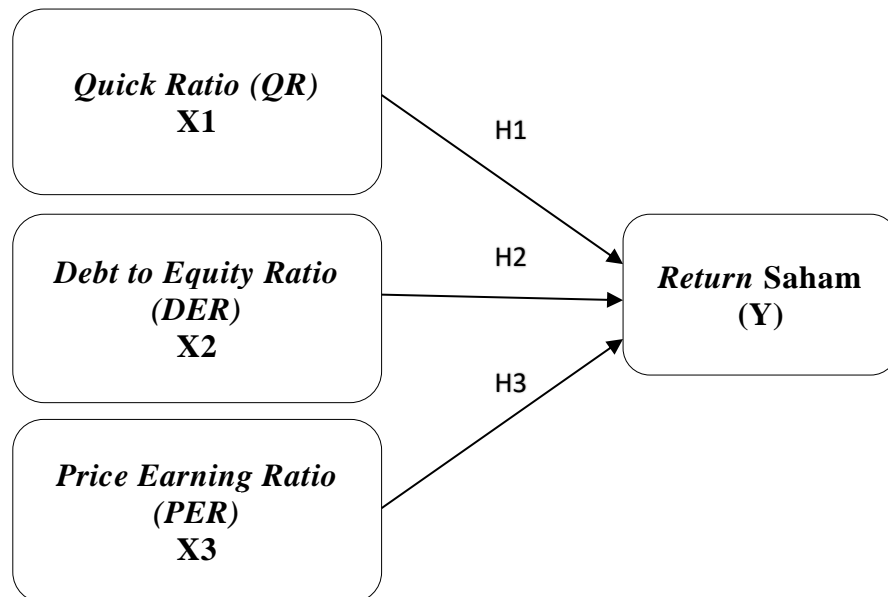 Quick Ratio (QR)
X1
H1
Debt to Equity Ratio
(DER)
X2
H2
Return Saham
(Y)
H3
Price Earning Ratio
(PER)
X3